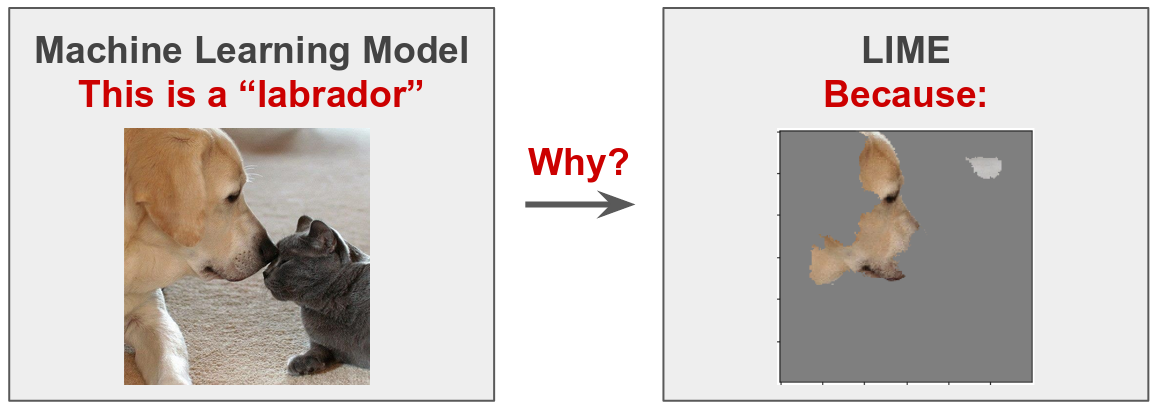 Machine Learning Model
This is a “labrador”
Why?
LIME
Because: